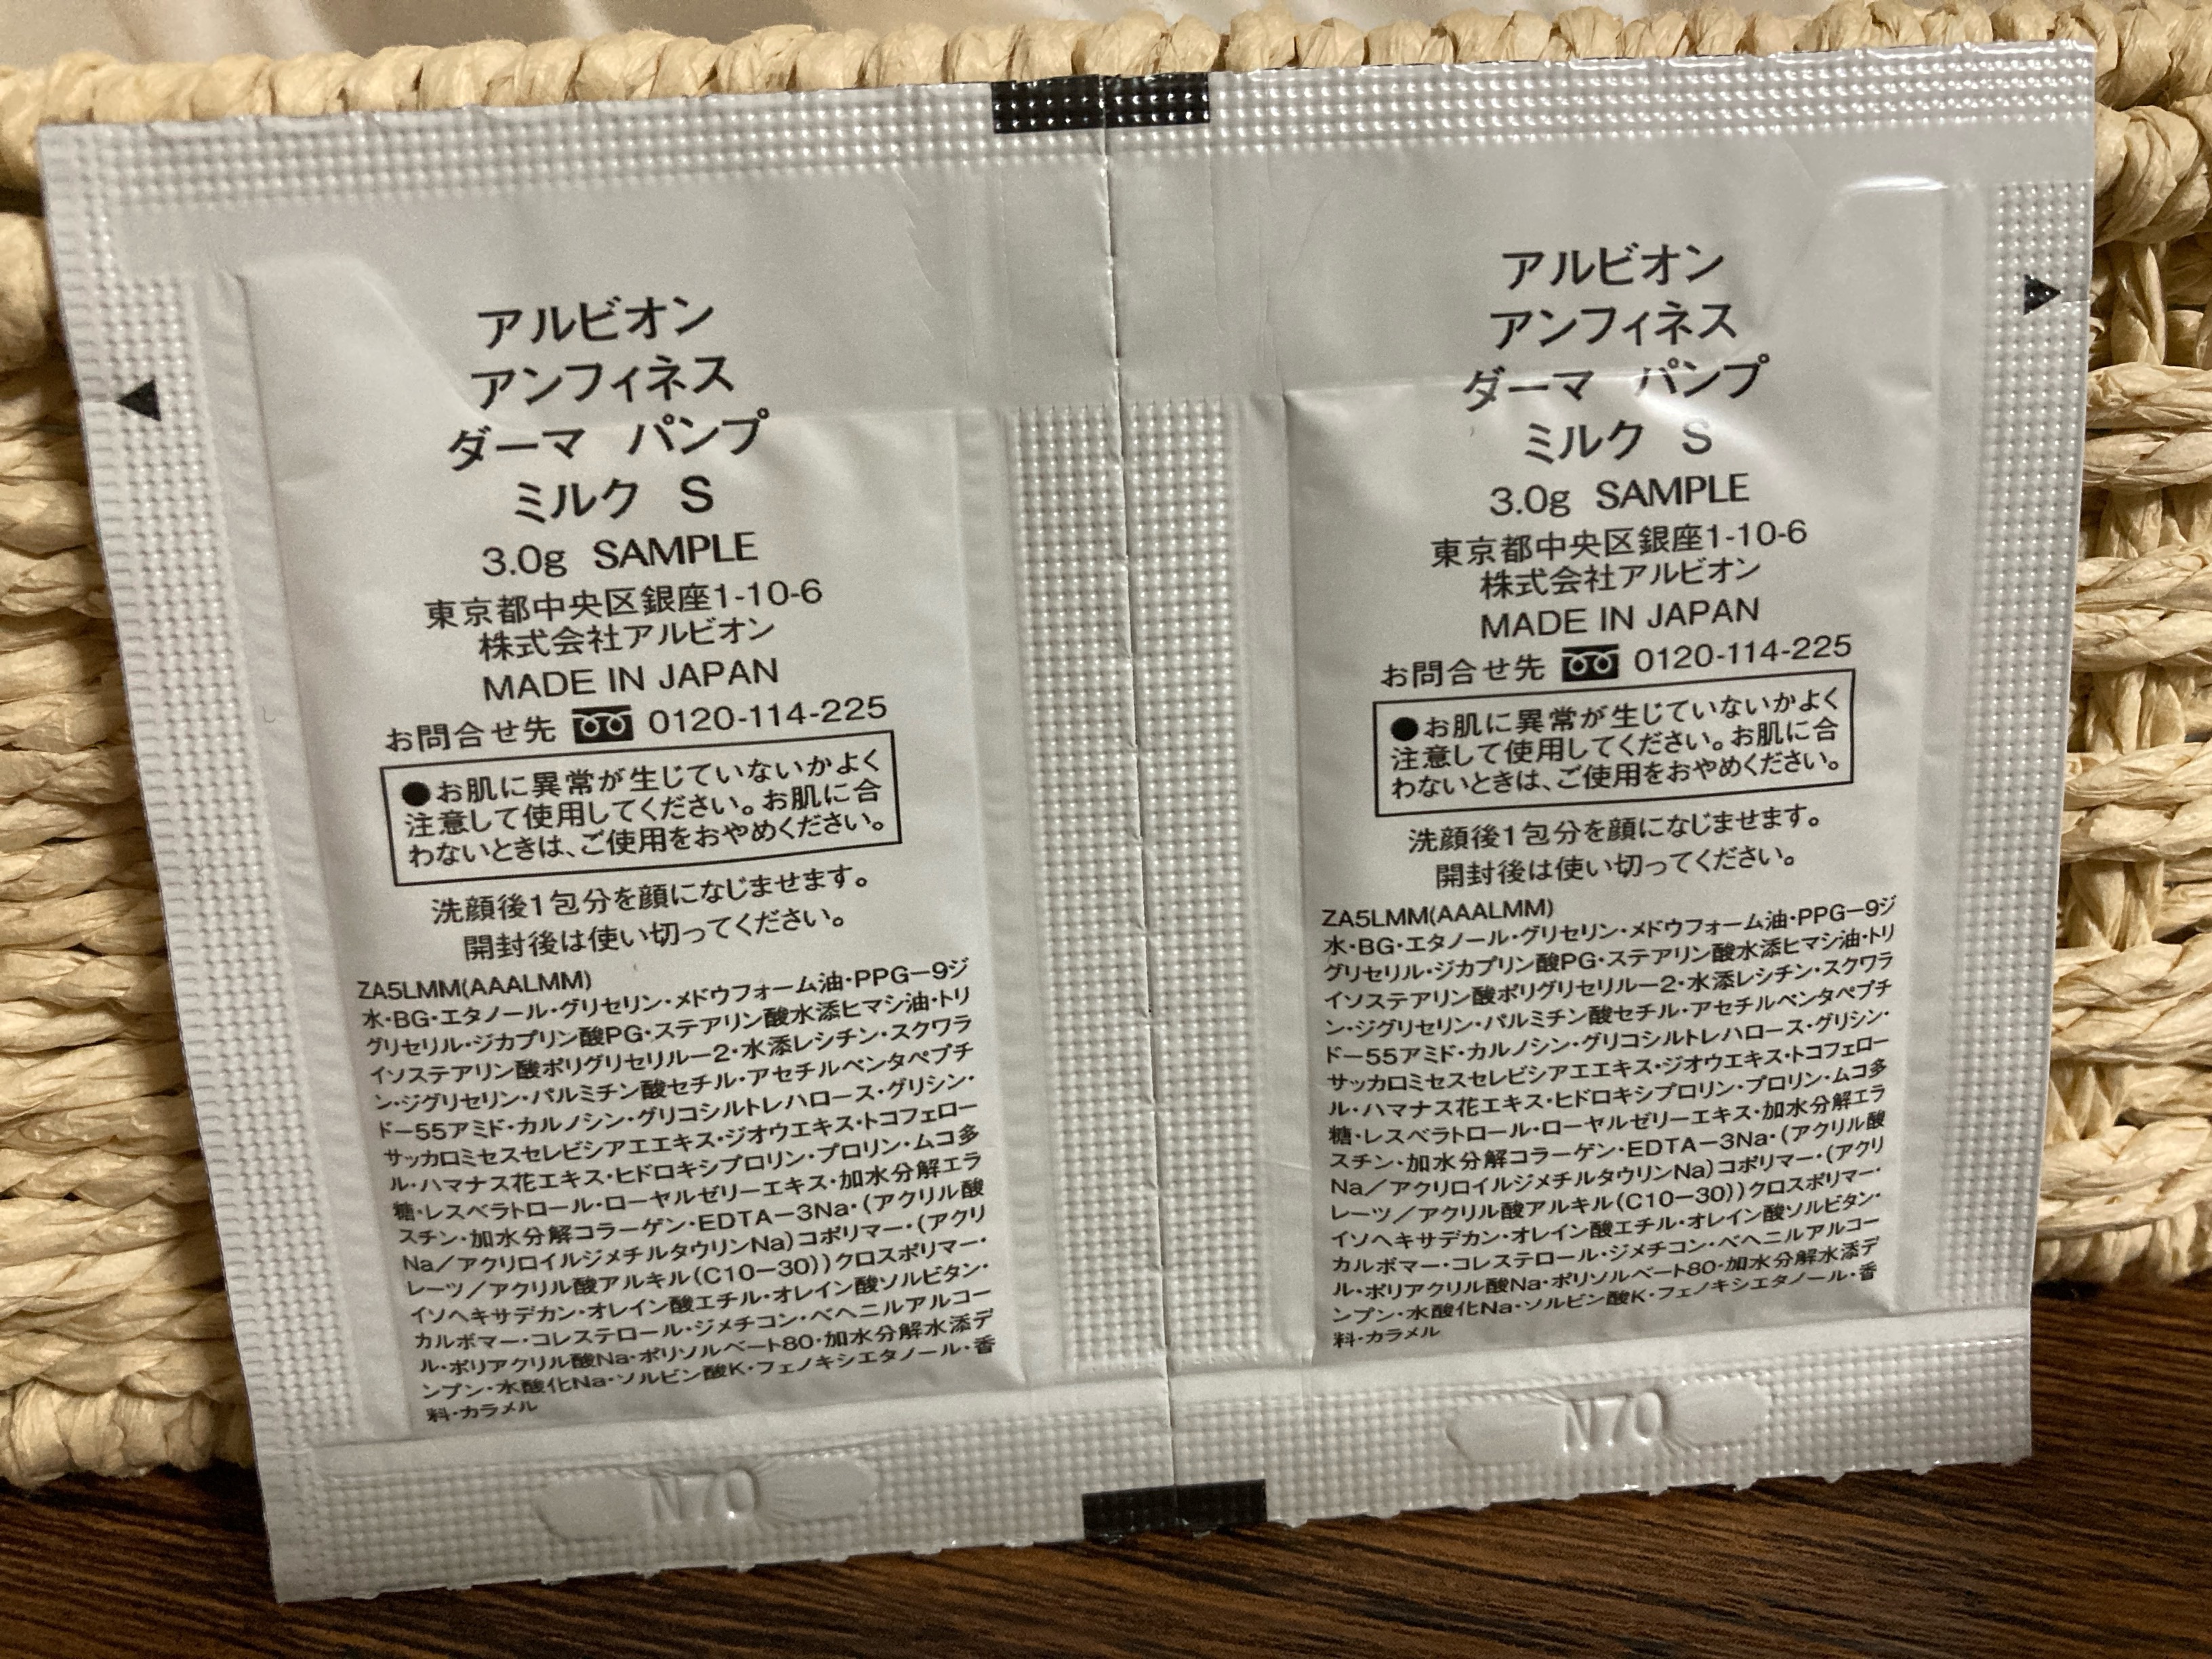 アルビオン
アンフィネス
ダーマ パンプ
ミルク S
3.0g SAMPLE
東京都中央区銀座1-10-6
株式会社アルビオン
MADE IN JAPAN
お問合せ先 0120-114-225
●お肌に異常が生じていないかよく
注意して使用してください。お肌に合
わないときは、ご使用をおやめください。
洗顔後1包分を顔になじませます。
開封後は使い切ってください。
ZA5LMM(AAALMM)
水・BG・エタノール・グリセリン・メドウフォーム油・PPG－9ジ
グリセリル・ジカプリン酸PG・ステアリン酸水添ヒマシ油・トリ
イソステアリン酸ポリグリセリル－2・水添レシチン・スクワラ
ン・ジグリセリン・パルミチン酸セチル・アセチルペンタペプチ
ド－55アミド・カルノシン・グリコシルトレハロース・グリシン・
サッカロミセスセレビシアエエキス・ジオウエキス・トコフェロー
ル・ハマナス花エキス・ヒドロキシプロリン・プロリン・ムコ多
糖・レスベラトロール・ローヤルゼリーエキス・加水分解エラ
スチン・加水分解コラーゲン・EDTA－3Na・(アクリル酸
Na／アクリロイルジメチルタウリンNa)コポリマー・(アクリ
レーツ／アクリル酸アルキル(C10－30))クロスポリマー・
イソヘキサデカン・オレイン酸エチル・オレイン酸ソルビタン・
カルボマー・コレステロール・ジメチコン・ベヘニルアルコー
ル・ポリアクリル酸Na・ポリソルベート80・加水分解水添デ
ンプン・水酸化Na・ソルビン酸K・フェノキシエタノール・香
料・カラメル
N70
アルビオン
アンフィネス
ダーマ パンプ
ミルク S
3.0g SAMPLE
東京都中央区銀座1-10-6
株式会社アルビオン
MADE IN JAPAN
お問合せ先 0120-114-225
●お肌に異常が生じていないかよく
注意して使用してください。お肌に合
わないときは、ご使用をおやめください。
洗顔後1包分を顔になじませます。
開封後は使い切ってください。
ZA5LMM(AAALMM)
水・BG・エタノール・グリセリン・メドウフォーム油・PPG－9ジ
グリセリル・ジカプリン酸PG・ステアリン酸水添ヒマシ油・トリ
イソステアリン酸ポリグリセリル－2・水添レシチン・スクワラ
ン・ジグリセリン・パルミチン酸セチル・アセチルペンタペプチ
ド－55アミド・カルノシン・グリコシルトレハロース・グリシン・
サッカロミセスセレビシアエエキス・ジオウエキス・トコフェロー
ル・ハマナス花エキス・ヒドロキシプロリン・プロリン・ムコ多
糖・レスベラトロール・ローヤルゼリーエキス・加水分解エラ
スチン・加水分解コラーゲン・EDTA－3Na・(アクリル酸
Na／アクリロイルジメチルタウリンNa)コポリマー・(アクリ
レーツ／アクリル酸アルキル(C10－30))クロスポリマー・
イソヘキサデカン・オレイン酸エチル・オレイン酸ソルビタン・
カルボマー・コレステロール・ジメチコン・ベヘニルアルコー
ル・ポリアクリル酸Na・ポリソルベート80・加水分解水添デ
ンプン・水酸化Na・ソルビン酸K・フェノキシエタノール・香
料・カラメル
N70